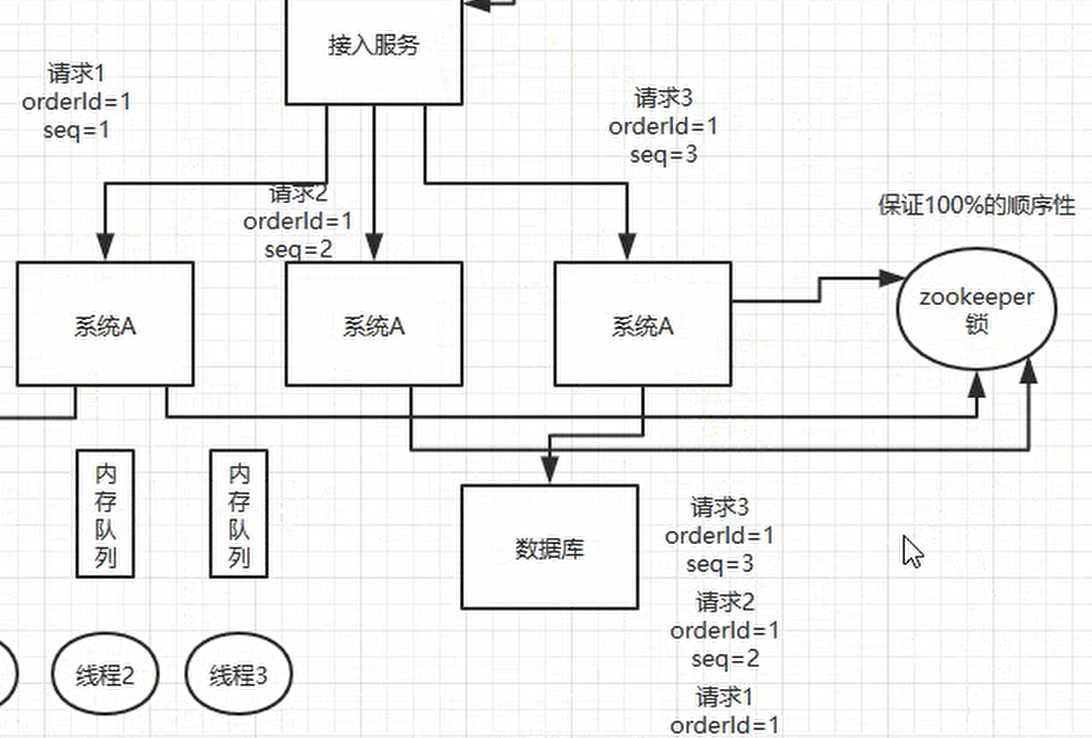 接入服务
请求1
orderId=1
seq=1
请求3
orderId=1
seq=3
请求2
orderId=1
seq=2
保证100%的顺序性
系统A
系统A
系统A
zookeeper
锁
内
存
队
列
内
存
队
列
数据库
请求3
orderId=1
seq=3
请求2
orderId=1
seq=2
请求1
orderId=1
线程2
线程3